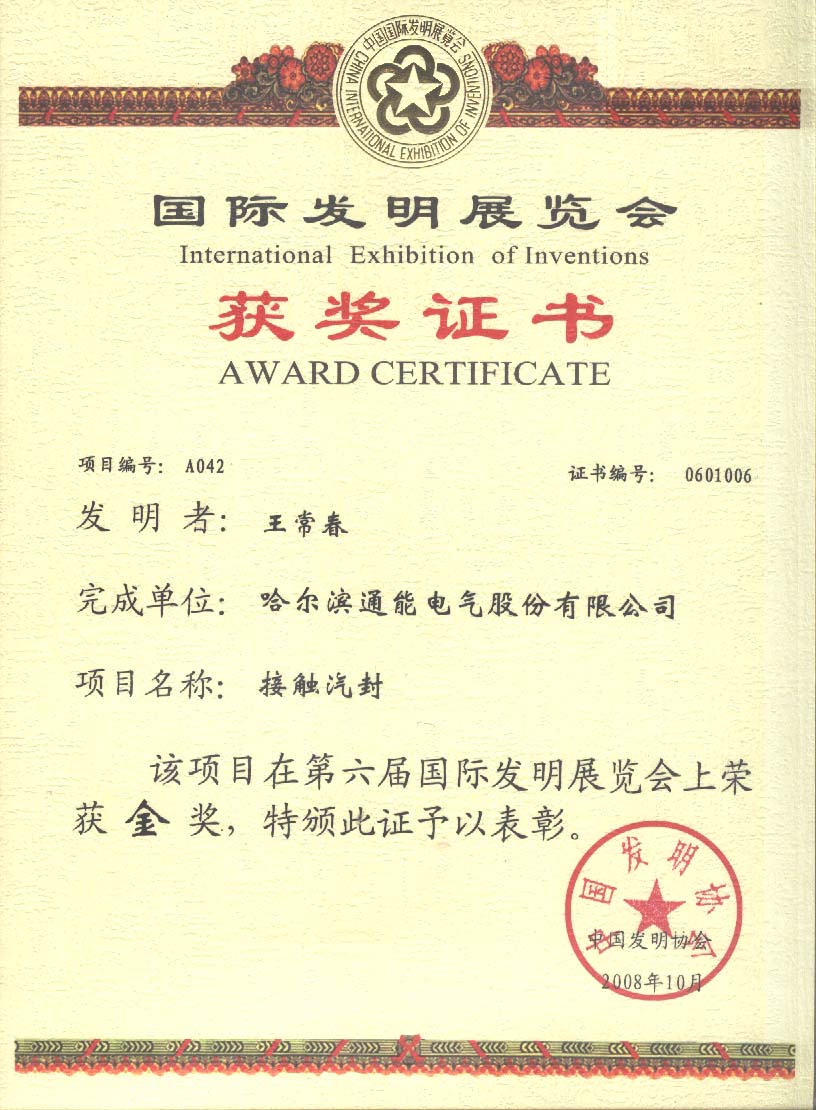 中国国际发明展览会
CHINA INTERNATIONAL EXHIBITION OF INVENTIONS
国际发明展览会
International Exhibition of Inventions
获奖证书
AWARD CERTIFICATE
项目编号: A042
证书编号: 0601006
发明者: 王常春
完成单位: 哈尔滨通能电气股份有限公司
项目名称: 接触汽封
该项目在第六届国际发明展览会上荣
获金奖，特颁此证予以表彰。
中国发明协会
中国发明协会
2008年10月